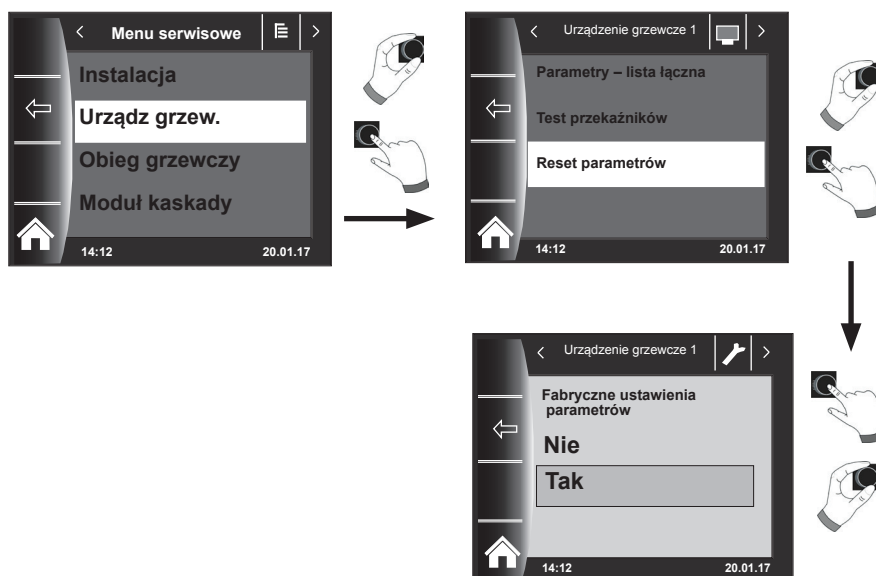 Menu serwisowe
Instalacja
Urządz grzew.
Obieg grzewczy
Moduł kaskady
14:12 20.01.17
Urządzenie grzewcze 1
Parametry – lista łączna
Test przekaźników
Reset parametrów
14:12 20.01.17
Urządzenie grzewcze 1
Fabryczne ustawienia
parametrów
Nie
Tak
14:12 20.01.17